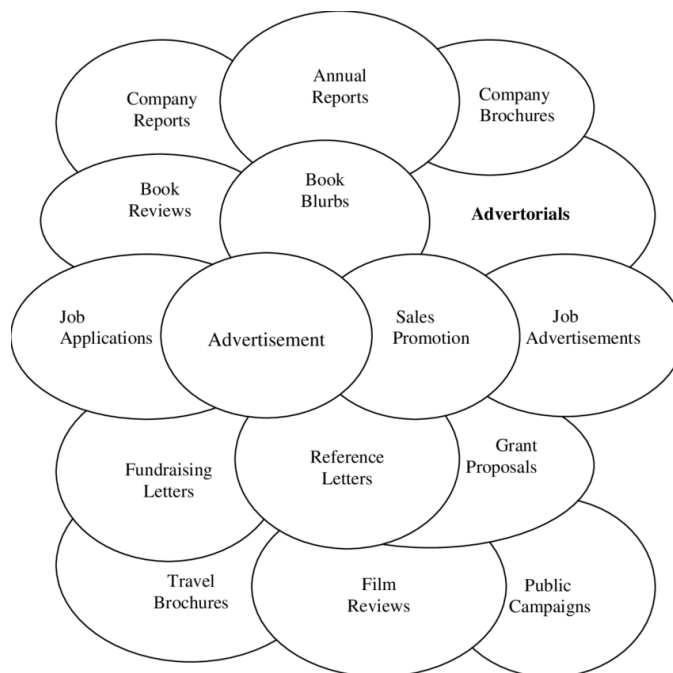 Company
Reports
Annual
Reports
Company
Brochures
Book
Reviews
Book
Blurbs
Advertorials
Job
Applications
Advertisement
Sales
Promotion
Job
Advertisements
Fundraising
Letters
Reference
Letters
Grant
Proposals
Travel
Brochures
Film
Reviews
Public
Campaigns